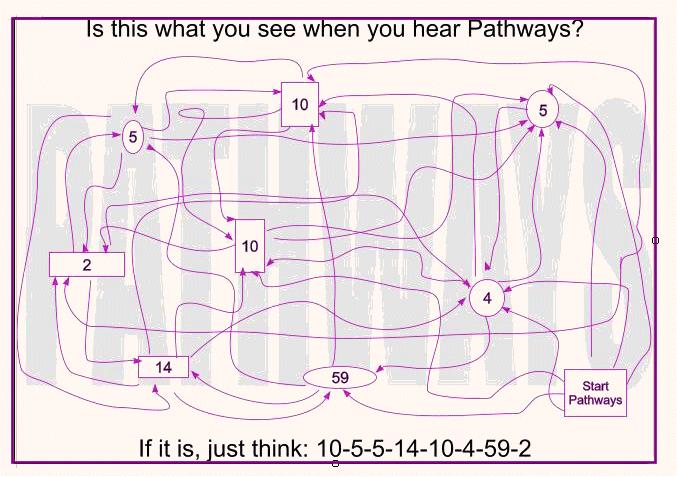 Is this what you see when you hear Pathways?
10
5
5
10
2
4
14
59
Start
Pathways
PATHWAYS
If it is, just think: 10-5-5-14-10-4-59-2